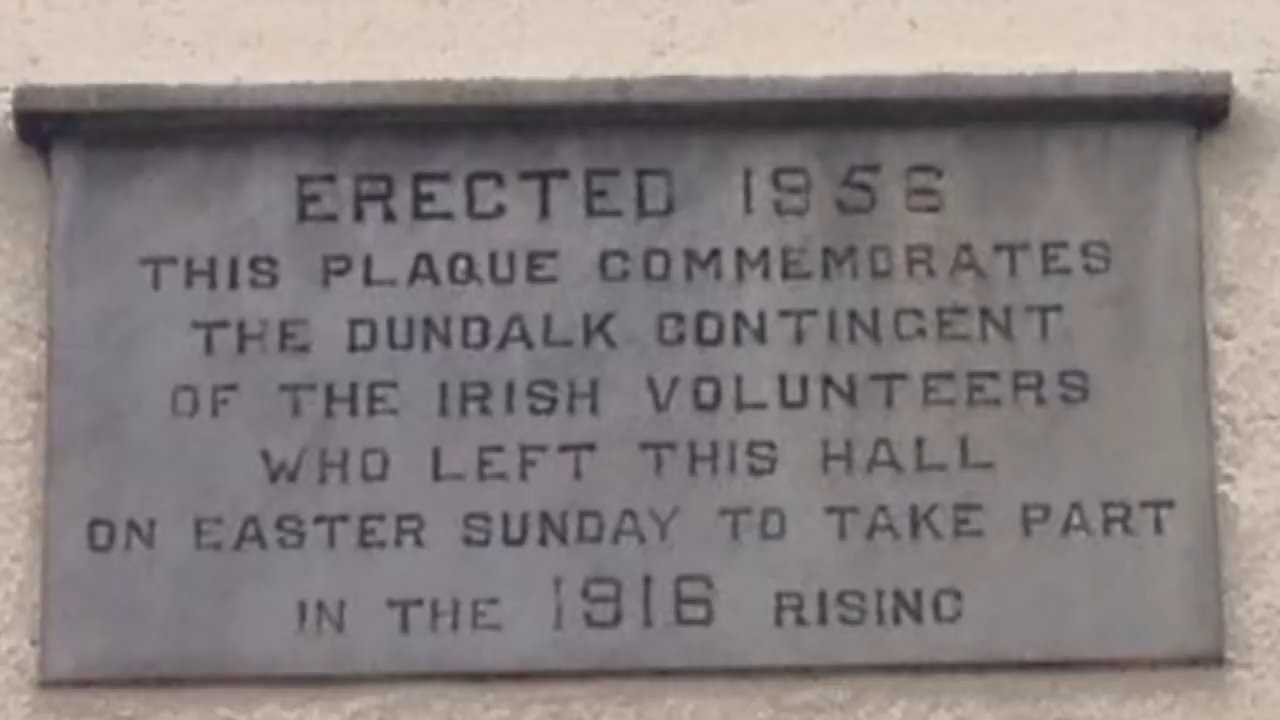 ERECTED 1956
THIS PLAQUE COMMEMORATES
THE DUNDALK CONTINGENT
OF THE IRISH VOLUNTEERS
WHO LEFT THIS HALL
ON EASTER SUNDAY TO TAKE PART
IN THE 1916 RISING